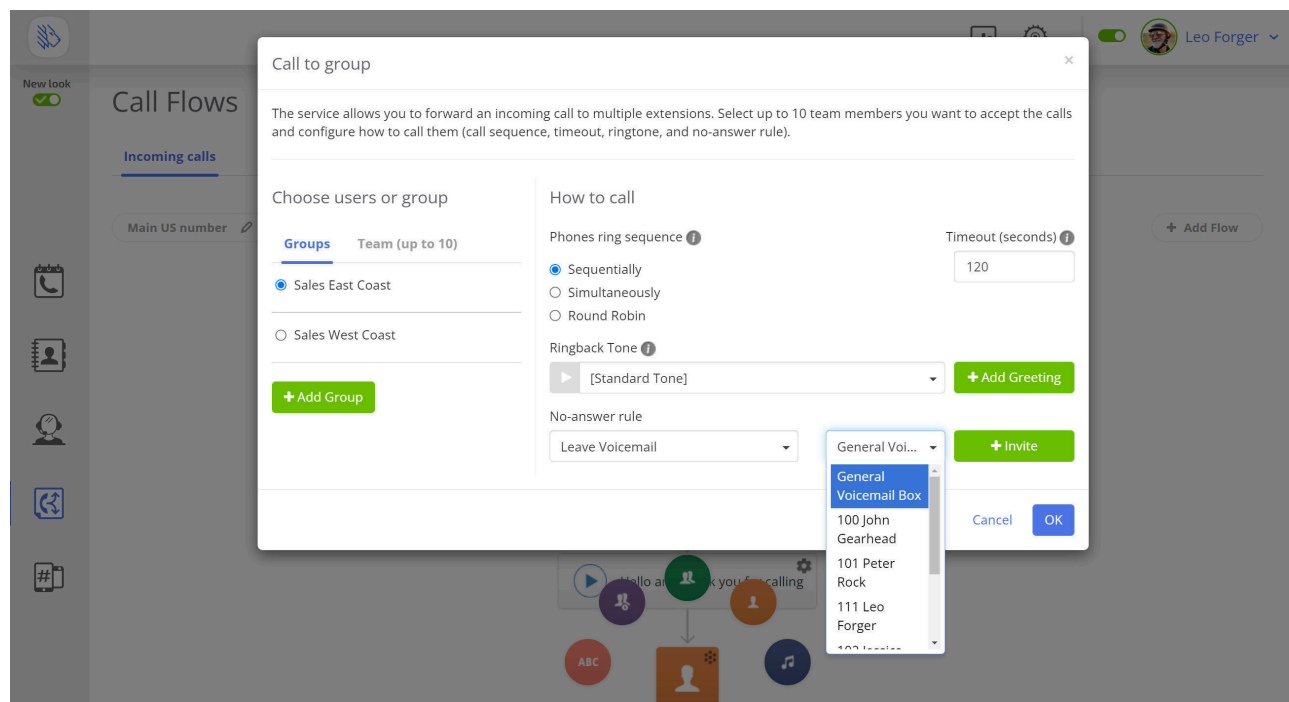 New look
Leo Forger
Call Flows
Incoming calls
Main US number
+ Add Flow
Call to group
×
The service allows you to forward an incoming call to multiple extensions. Select up to 10 team members you want to accept the calls
and configure how to call them (call sequence, timeout, ringtone, and no-answer rule).
Choose users or group
Groups
Team (up to 10)
Sales East Coast
Sales West Coast
+ Add Group
How to call
Phones ring sequence
Timeout (seconds)
Sequentially
120
Simultaneously
Round Robin
Ringback Tone
[Standard Tone]
+ Add Greeting
No-answer rule
Leave Voicemail
General Voi...
+ Invite
General
Voicemail Box
100 John
Gearhead
101 Peter
Rock
111 Leo
Forger
Cancel
OK
calling
ABC
#